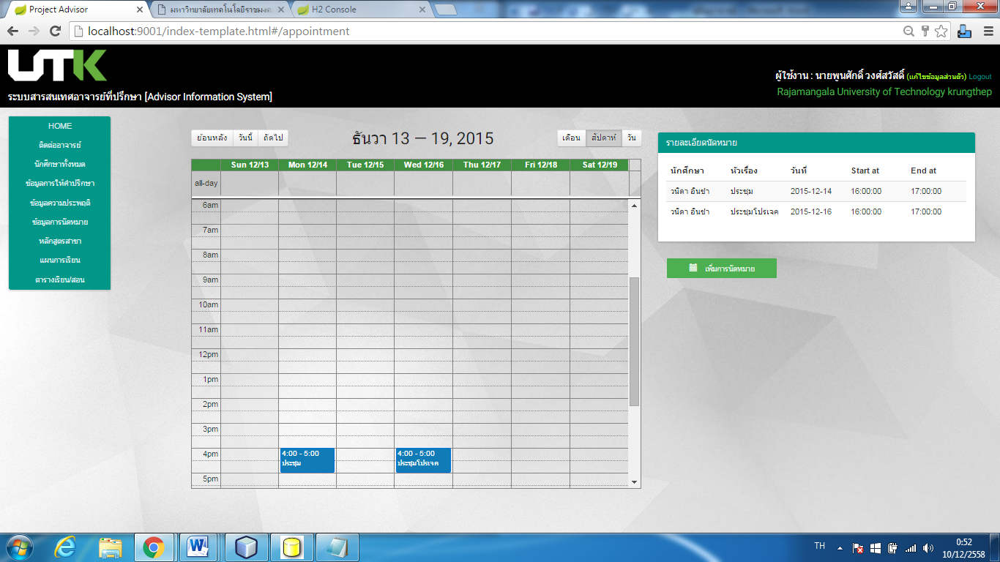 Project Advisor
มหาวิทยาลัยเทคโนโลยีราชมงค
H2 Console
localhost:9001/index-template.html#/appointment
UTK
ระบบสารสนเทศอาจารย์ที่ปรึกษา [Advisor Information System]
ผู้ใช้งาน : นายพูนศักดิ์ วงศ์สวัสดิ์ (แก้ไขข้อมูลส่วนตัว) Logout
Rajamangala University of Technology krungthep
HOME
ติดต่ออาจารย์
นักศึกษาทั้งหมด
ข้อมูลการให้คำปรึกษา
ข้อมูลความประพฤติ
ข้อมูลการนัดหมาย
หลักสูตรสาขา
แผนการเรียน
ตารางเรียน/สอน
ย้อนหลัง วันนี้ ถัดไป
ธันวา 13 — 19, 2015
เดือน สัปดาห์ วัน
Sun 12/13 Mon 12/14 Tue 12/15 Wed 12/16 Thu 12/17 Fri 12/18 Sat 12/19
all-day
6am
7am
8am
9am
10am
11am
12pm
1pm
2pm
3pm
4pm
4:00 - 5:00
ประชุม
4:00 - 5:00
ประชุมโปรเจค
5pm
รายละเอียดนัดหมาย
นักศึกษา หัวเรื่อง วันที่ Start at End at
วนิดา อินขำ ประชุม 2015-12-14 16:00:00 17:00:00
วนิดา อินขำ ประชุมโปรเจค 2015-12-16 16:00:00 17:00:00
เพิ่มการนัดหมาย
TH
0:52
10/12/2558